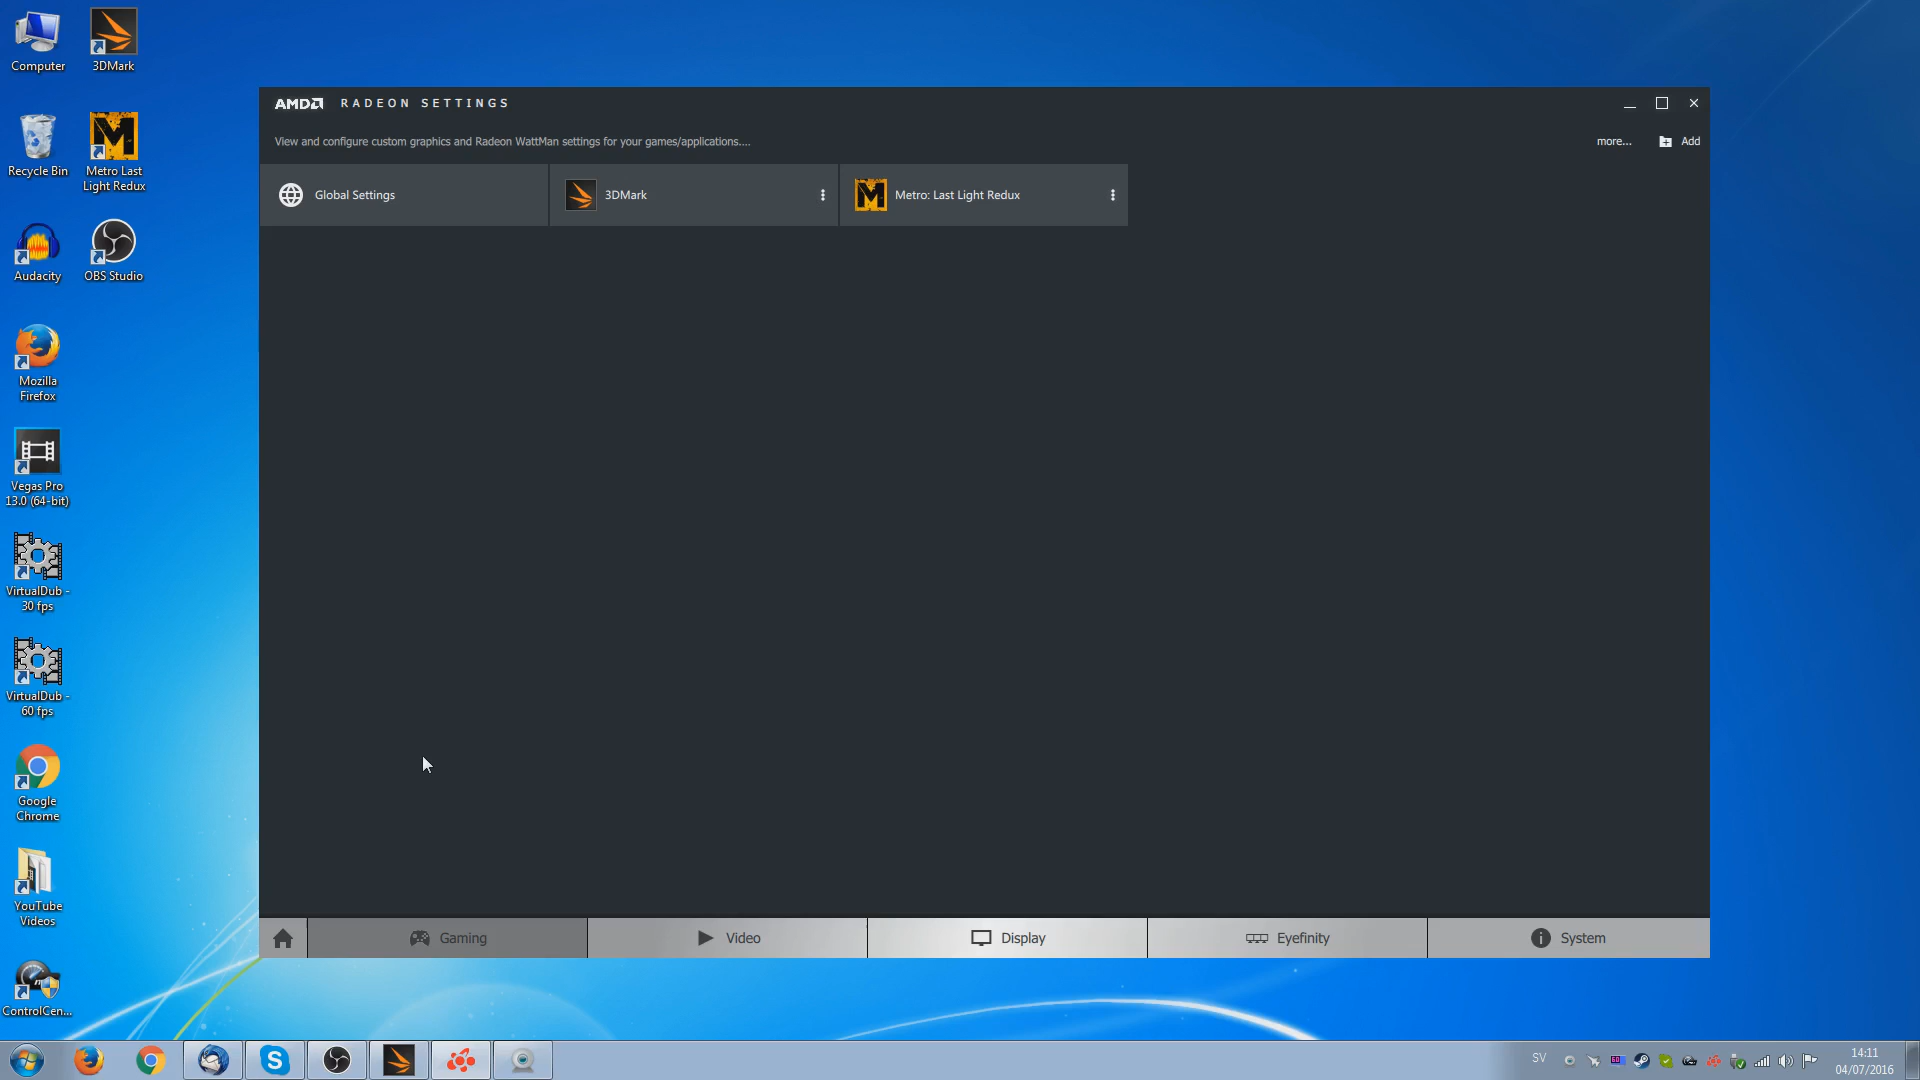 Computer
3DMark
Recycle Bin
Metro Last
Light Redux
Audacity
OBS Studio
Mozilla
Firefox
Vegas Pro
13.0 (64-bit)
VirtualDub -
30 fps
VirtualDub -
60 fps
Google
Chrome
YouTube
Videos
ControlCen...
AMD RADEON SETTINGS
View and configure custom graphics and Radeon WattMan settings for your games/applications....
more...
Add
Global Settings
3DMark
Metro: Last Light Redux
Gaming
Video
Display
Eyefinity
System
SV
14:11
04/07/2016